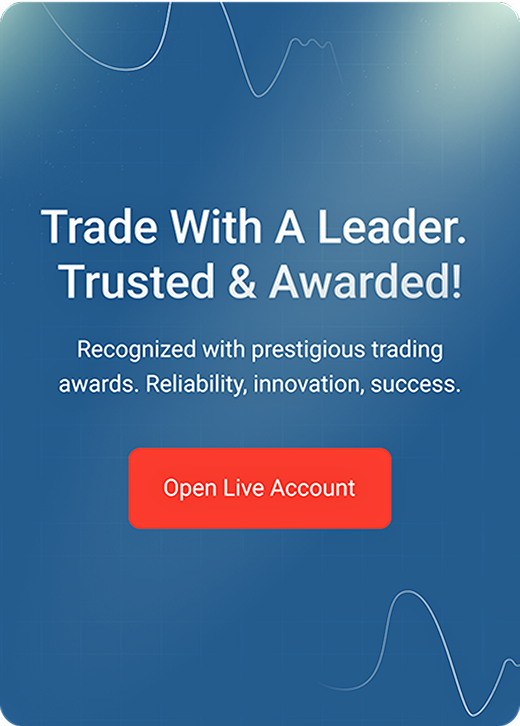 Trade With A Leader.
Trusted & Awarded!
Recognized with prestigious trading
awards. Reliability, innovation, success.
Open Live Account